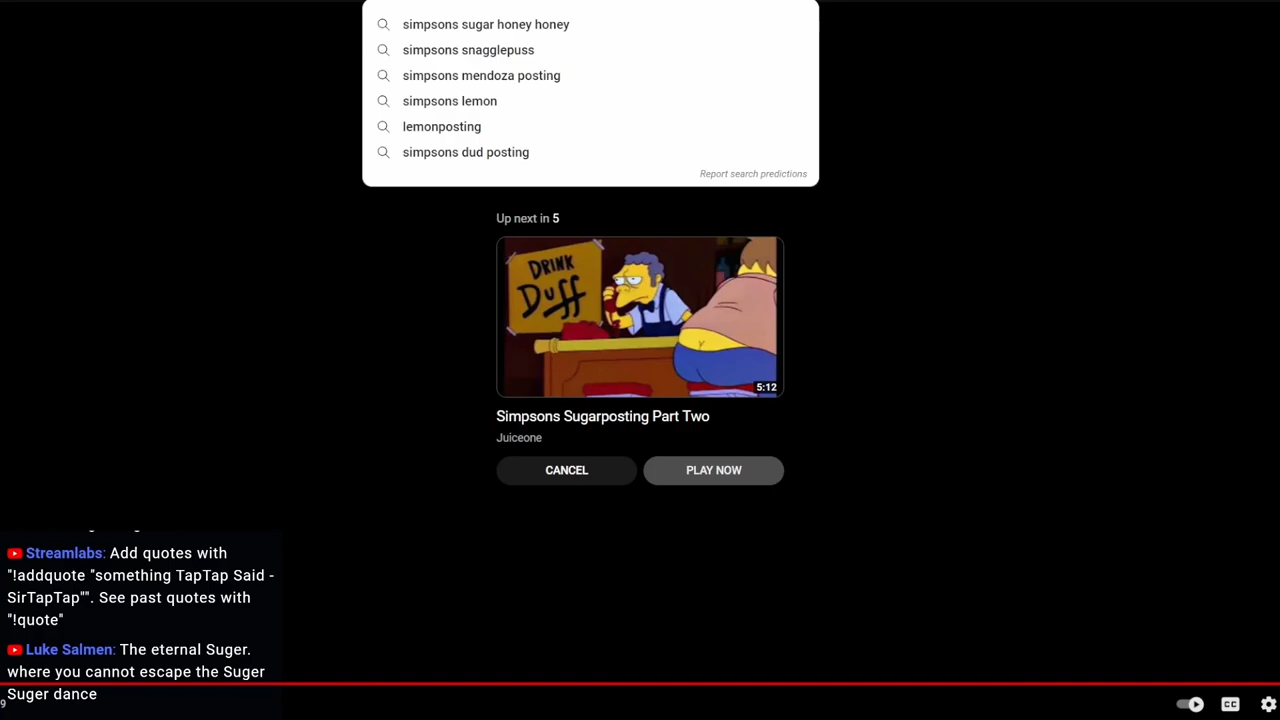 simpsons sugar honey honey
simpsons snagglepuss
simpsons mendoza posting
simpsons lemon
lemonposting
simpsons dud posting
Report search predictions
Up next in 5
DRINK
Duff
5:12
Simpsons Sugarposting Part Two
Juiceone
CANCEL
PLAY NOW
Streamlabs: Add quotes with
"!addquote "something TapTap Said -
SirTapTap"". See past quotes with
"!quote"
Luke Salmen: The eternal Suger.
where you cannot escape the Suger
Suger dance
9
CC